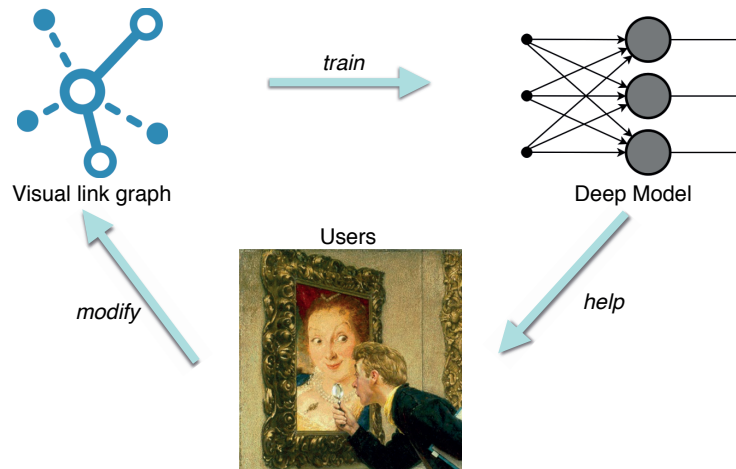 train
Visual link graph
Deep Model
Users
modify
help